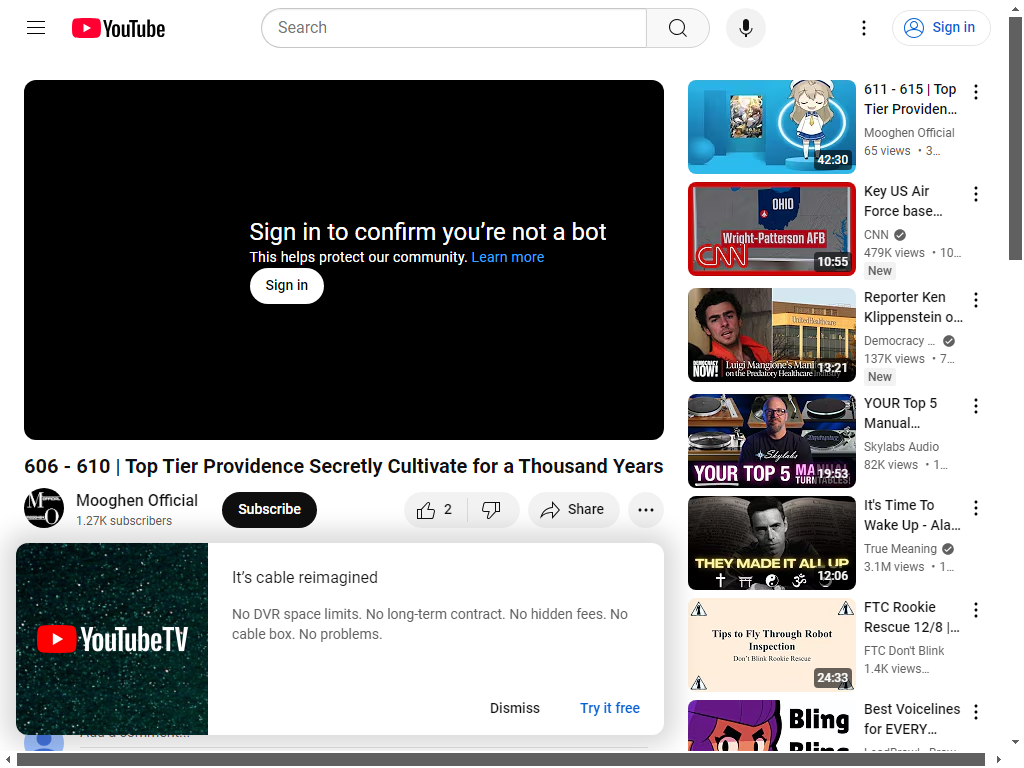 YouTube
Search
Sign in
Sign in to confirm you're not a bot
This helps protect our community. Learn more
Sign in
606 - 610 | Top Tier Providence Secretly Cultivate for a Thousand Years
Mooghen Official
1.27K subscribers
Subscribe
2
Share
It's cable reimagined
No DVR space limits. No long-term contract. No hidden fees. No
cable box. No problems.
YouTubeTV
Dismiss
Try it free
Add a comment...
42:30
611 - 615 | Top
Tier Providen...
Mooghen Official
65 views • 3...
OHIO
Wright-Patterson AFB
CNN
10:55
Key US Air
Force base...
CNN
479K views • 10...
New
UnitedHealthcare
DEMOCRACY
NOW!
Luigi Mangione's Mani
on the Predatory Healthcare Industry
13:21
Reporter Ken
Klippenstein o...
Democracy ...
137K views • 7...
New
Skylabs
YOUR TOP 5 MANUAL
TURNTABLES!
19:53
YOUR Top 5
Manual...
Skylabs Audio
82K views • 1...
THEY MADE IT ALL UP
12:06
It's Time To
Wake Up - Ala...
True Meaning
3.1M views • 1...
Tips to Fly Through Robot
Inspection
Don't Blink Rookie Rescue
24:33
FTC Rookie
Rescue 12/8 |...
FTC Don't Blink
1.4K views...
Bling
Bling
Best Voicelines
for EVERY...